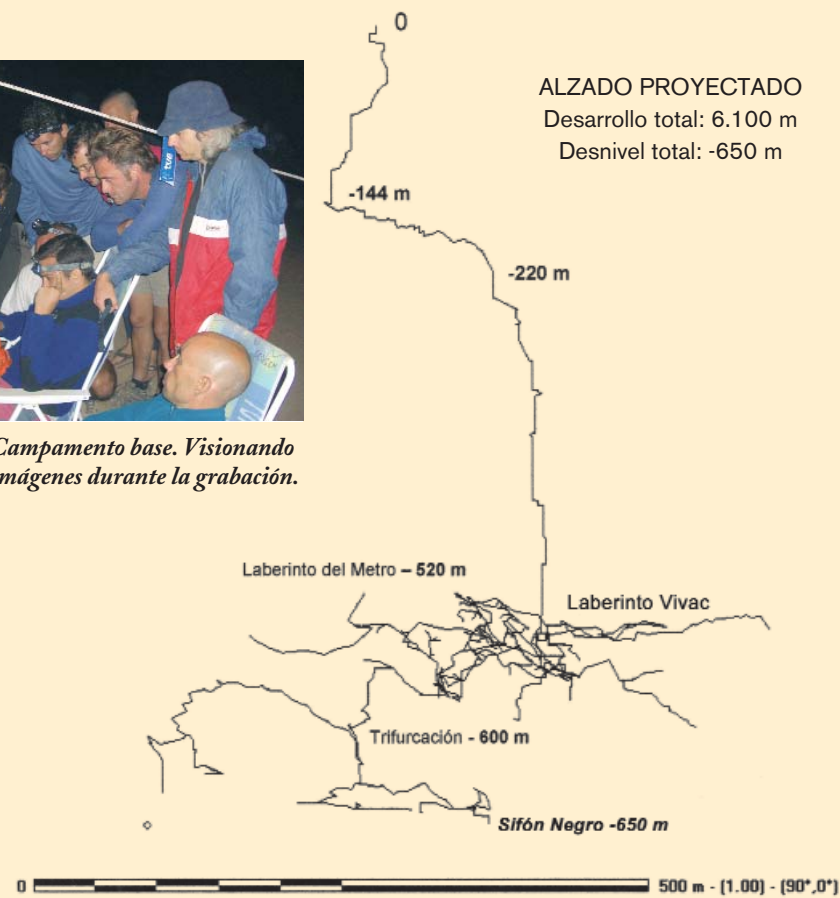 0
ALZADO PROYECTADO
Desarrollo total: 6.100 m
Desnivel total: -650 m
tve
-144 m
-220 m
Campamento base. Visionando
imágenes durante la grabación.
Laberinto del Metro – 520 m
Laberinto Vivac
Trifurcación - 600 m
Sifón Negro -650 m
0
500 m - (1.00) - (90°,0°)